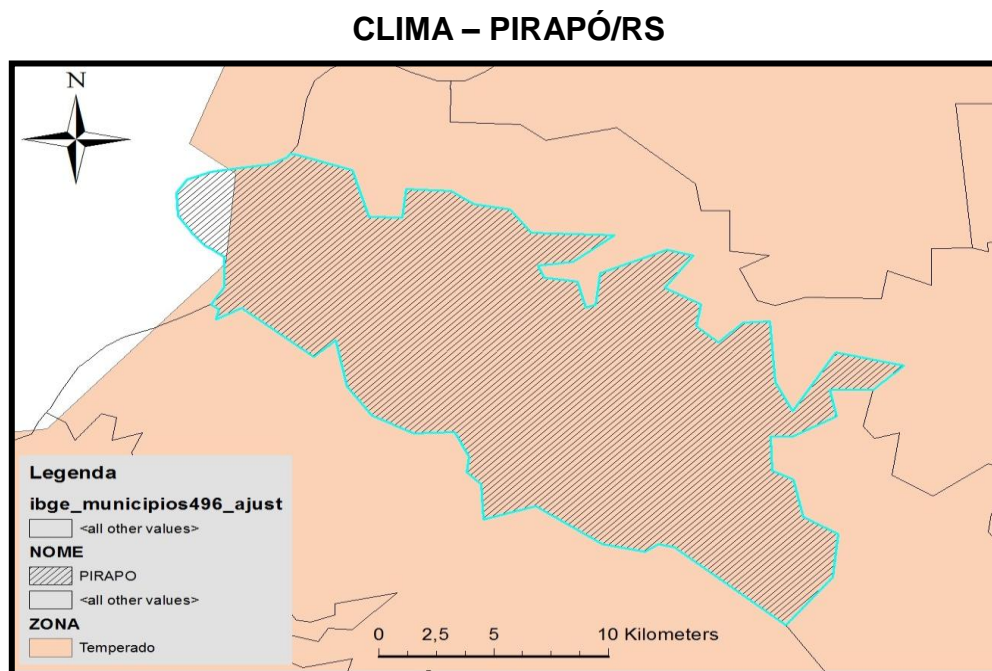 CLIMA – PIRAPÓ/RS
N
Legenda
ibge_municipios496_ajust
<all other values>
NOME
PIRAPO
<all other values>
ZONA
Temperado
0 2,5 5 10 Kilometers